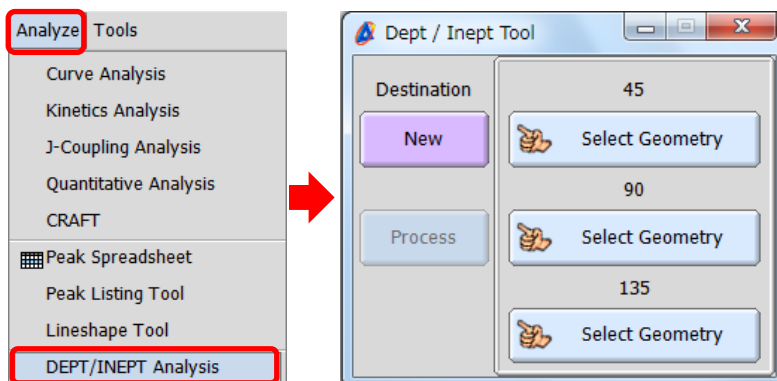 Analyze Tools
Curve Analysis
Kinetics Analysis
J-Coupling Analysis
Quantitative Analysis
CRAFT
Peak Spreadsheet
Peak Listing Tool
Lineshape Tool
DEPT/INEPT Analysis
Dept / Inept Tool
Destination
New
Process
45
Select Geometry
90
Select Geometry
135
Select Geometry